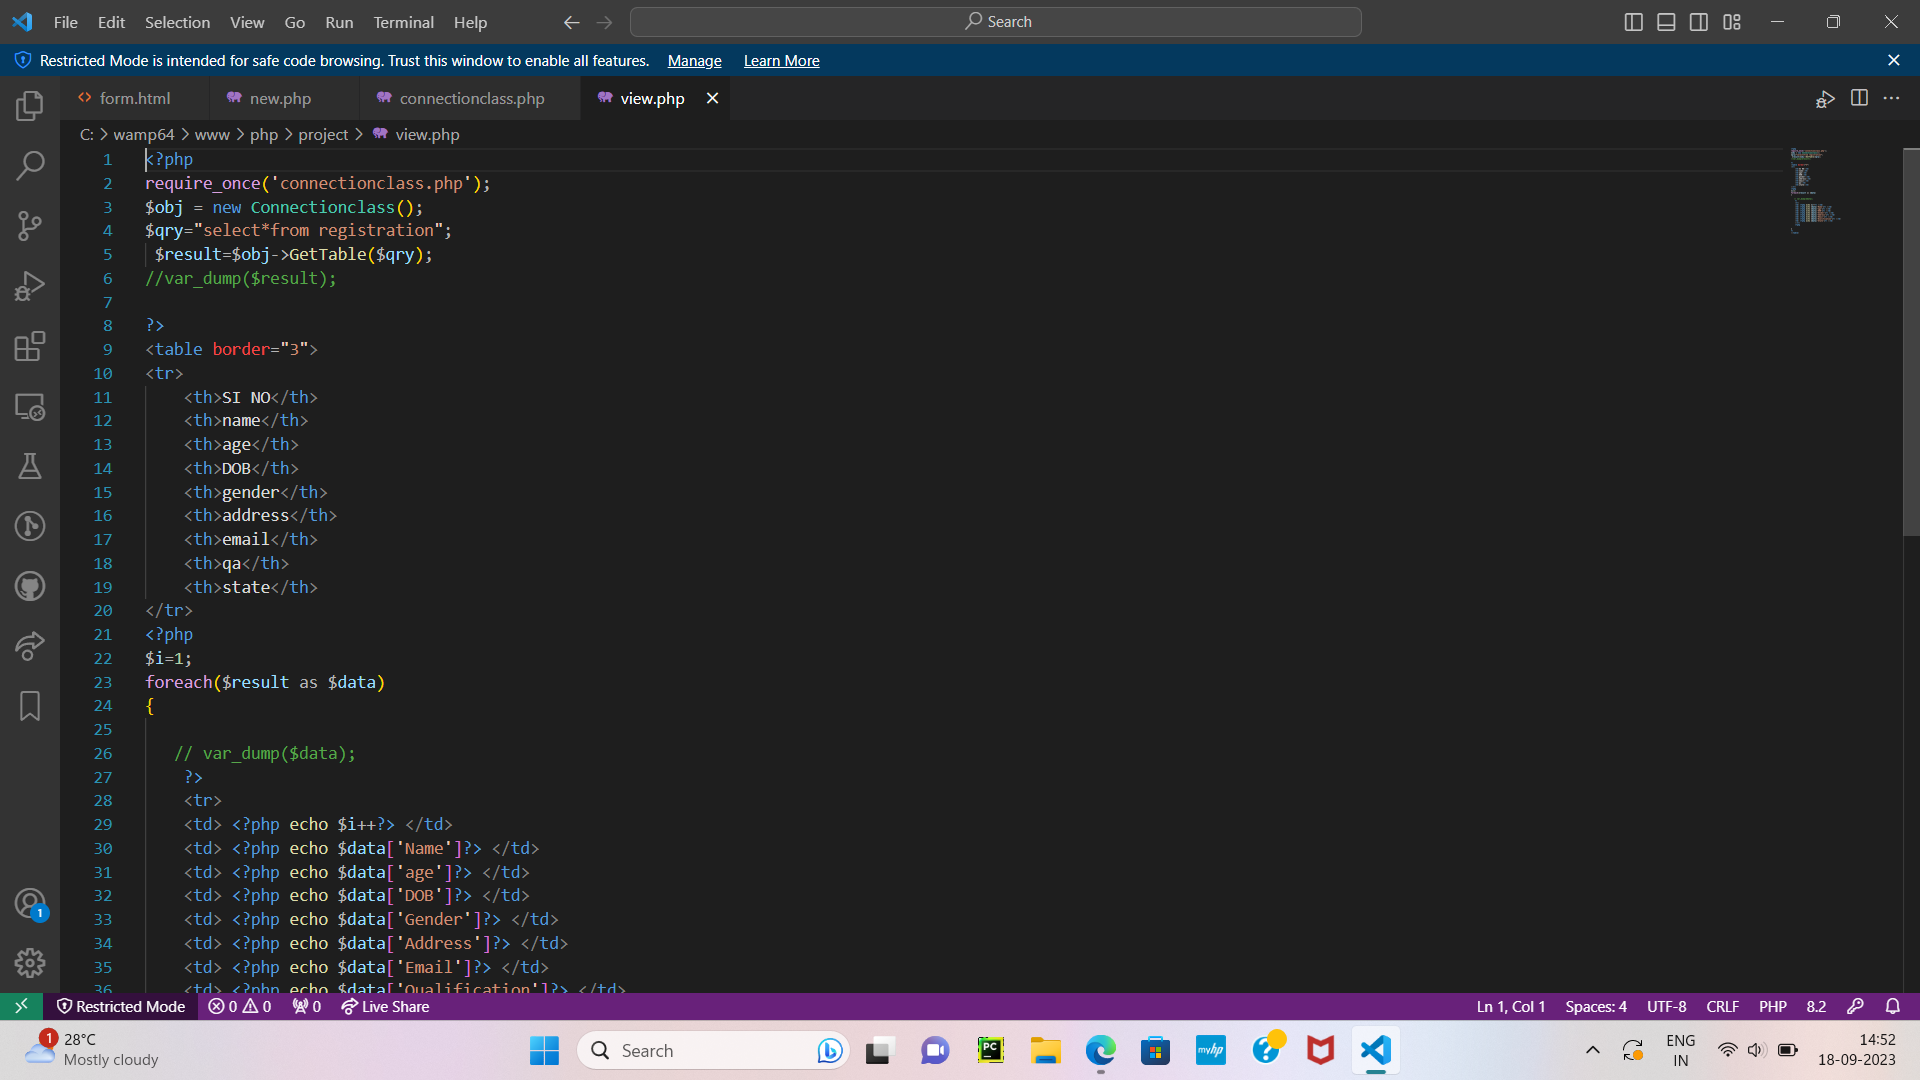 File Edit Selection View Go Run Terminal Help Search
Restricted Mode is intended for safe code browsing. Trust this window to enable all features. Manage Learn More
form.html new.php connectionclass.php view.php
C: > wamp64 > www > php > project > view.php
1 <?php
2 require_once('connectionclass.php');
3 $obj = new Connectionclass();
4 $qry="select*from registration";
5 $result=$obj->GetTable($qry);
6 //var_dump($result);
7
8 ?>
9 <table border="3">
10 <tr>
11 <th>SI NO</th>
12 <th>name</th>
13 <th>age</th>
14 <th>DOB</th>
15 <th>gender</th>
16 <th>address</th>
17 <th>email</th>
18 <th>qa</th>
19 <th>state</th>
20 </tr>
21 <?php
22 $i=1;
23 foreach($result as $data)
24 {
25
26 // var_dump($data);
27 ?>
28 <tr>
29 <td> <?php echo $i++?> </td>
30 <td> <?php echo $data['Name']?> </td>
31 <td> <?php echo $data['age']?> </td>
32 <td> <?php echo $data['DOB']?> </td>
33 <td> <?php echo $data['Gender']?> </td>
34 <td> <?php echo $data['Address']?> </td>
35 <td> <?php echo $data['Email']?> </td>
36 <td> <?php echo $data['Qualification']?> </td>
1
Restricted Mode 0 0 0 Live Share Ln 1, Col 1 Spaces: 4 UTF-8 CRLF PHP 8.2
1 28°C
Mostly cloudy
Search
PC
myhp
ENG
IN
14:52
18-09-2023